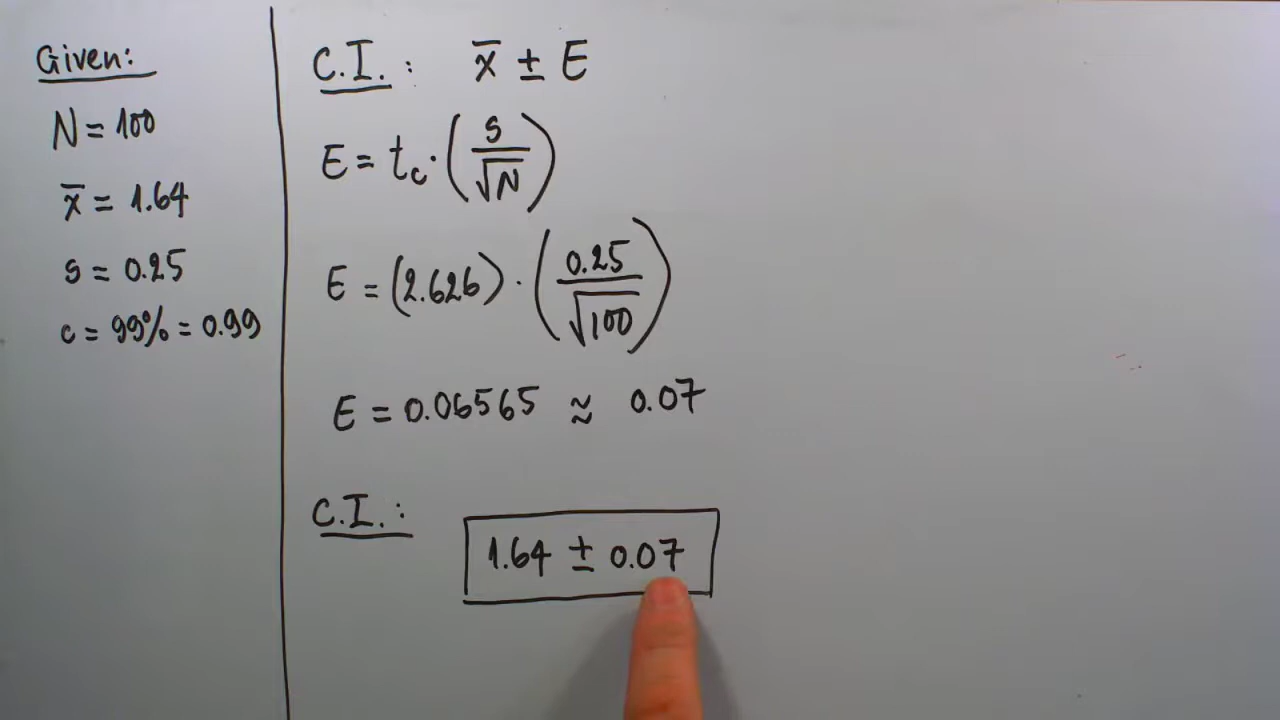 Given:
N = 100
x̄ = 1.64
s = 0.25
c = 99% = 0.99
C.I.: x̄ ± E
E = t_c · (s/√N)
E = (2.626) · (0.25/√100)
E = 0.06565 ≈ 0.07
C.I.:
1.64 ± 0.07